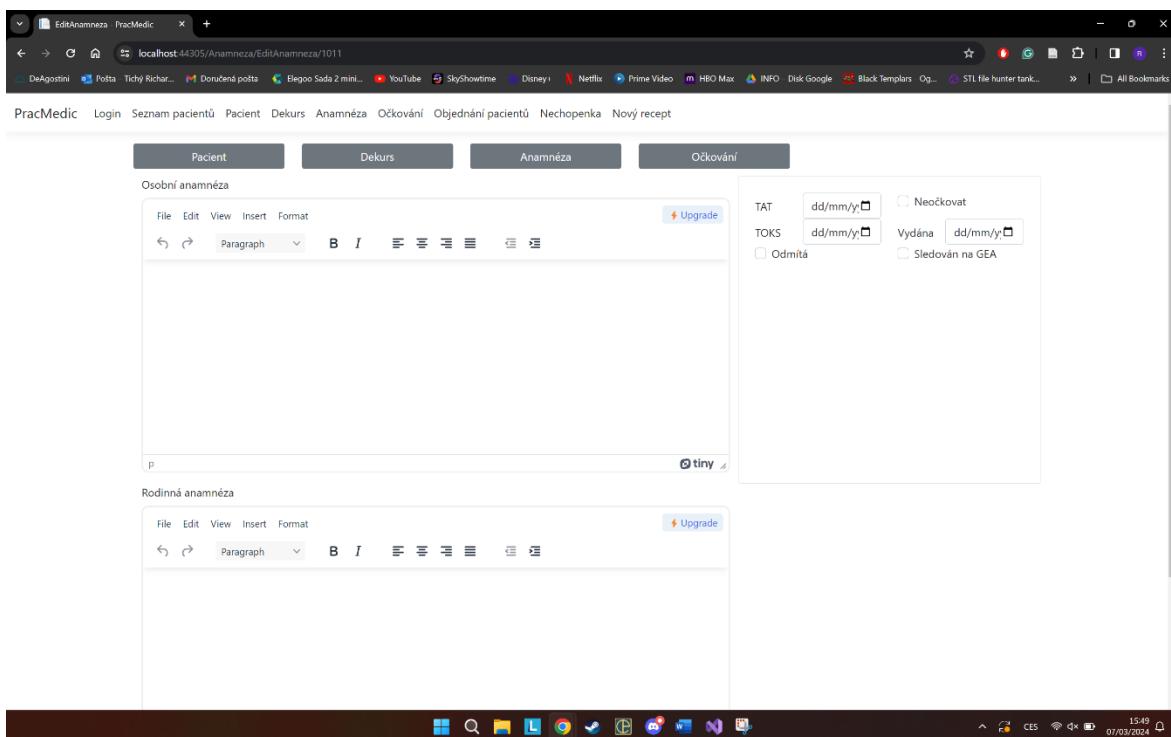 EditAnamneza - PracMedic
localhost:44305/Anamneza/EditAnamneza/1011
DeAgostini Pošta Tichý Richar... Doručená pošta Elegoo Sada 2 mini... YouTube SkyShowtime Disney+ Netflix Prime Video HBO Max INFO Disk Google Black Templars Og... STL file hunter tank... » All Bookmarks
PracMedic Login Seznam pacientů Pacient Dekurs Anamnéza Očkování Objednání pacientů Nechopenka Nový recept
Pacient Dekurs Anamnéza Očkování
Osobní anamnéza
File Edit View Insert Format Upgrade
Paragraph B I
TAT dd/mm/y Neočkovat
TOKS dd/mm/y Vydána dd/mm/y
Odmítá Sledován na GEA
p tiny
Rodinná anamnéza
File Edit View Insert Format Upgrade
Paragraph B I
CES 15:49
07/03/2024